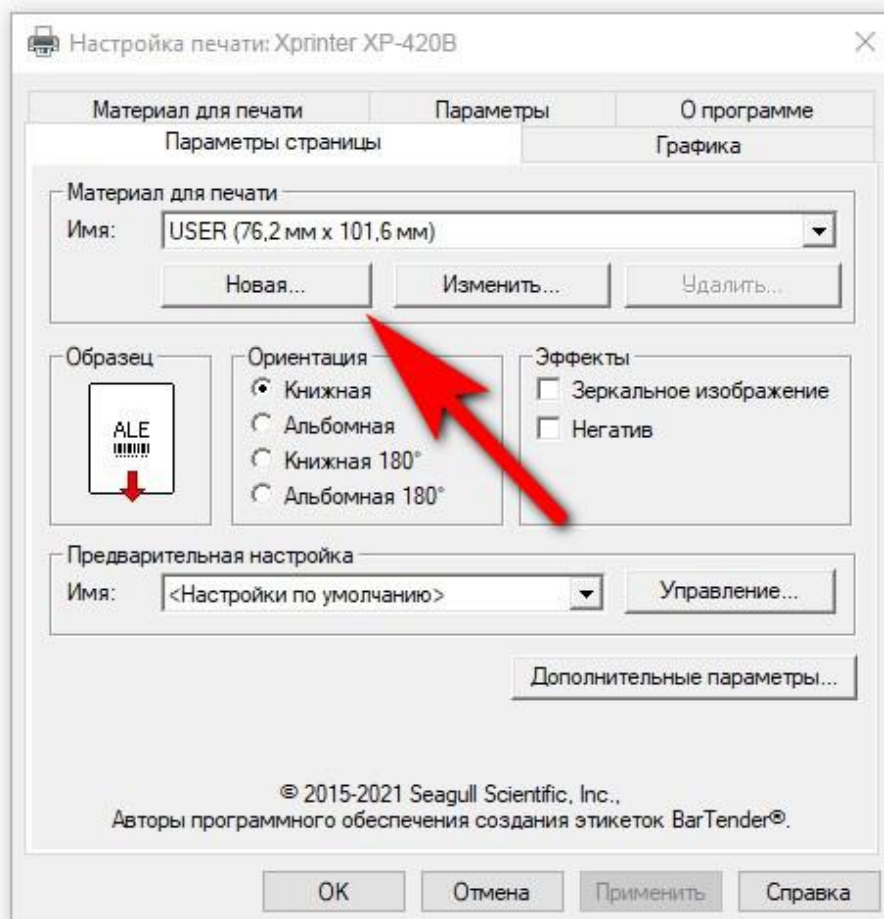 Настройка печати: Xprinter XP-420B
Материал для печати Параметры О программе
Параметры страницы Графика
Материал для печати
Имя: USER (76,2 мм x 101,6 мм)
Новая... Изменить... Удалить...
Образец Ориентация Эффекты
Книжная Зеркальное изображение
Альбомная Негатив
Книжная 180°
Альбомная 180°
ALE
Предварительная настройка
Имя: <Настройки по умолчанию> Управление...
Дополнительные параметры...
© 2015-2021 Seagull Scientific, Inc.,
Авторы программного обеспечения создания этикеток BarTender®.
OK Отмена Применить Справка